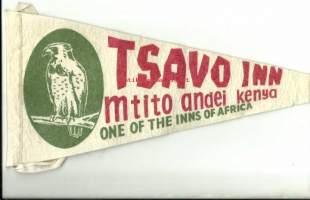 TSAVO INN
mtito andei kenya
ONE OF THE INNS OF AFRICA